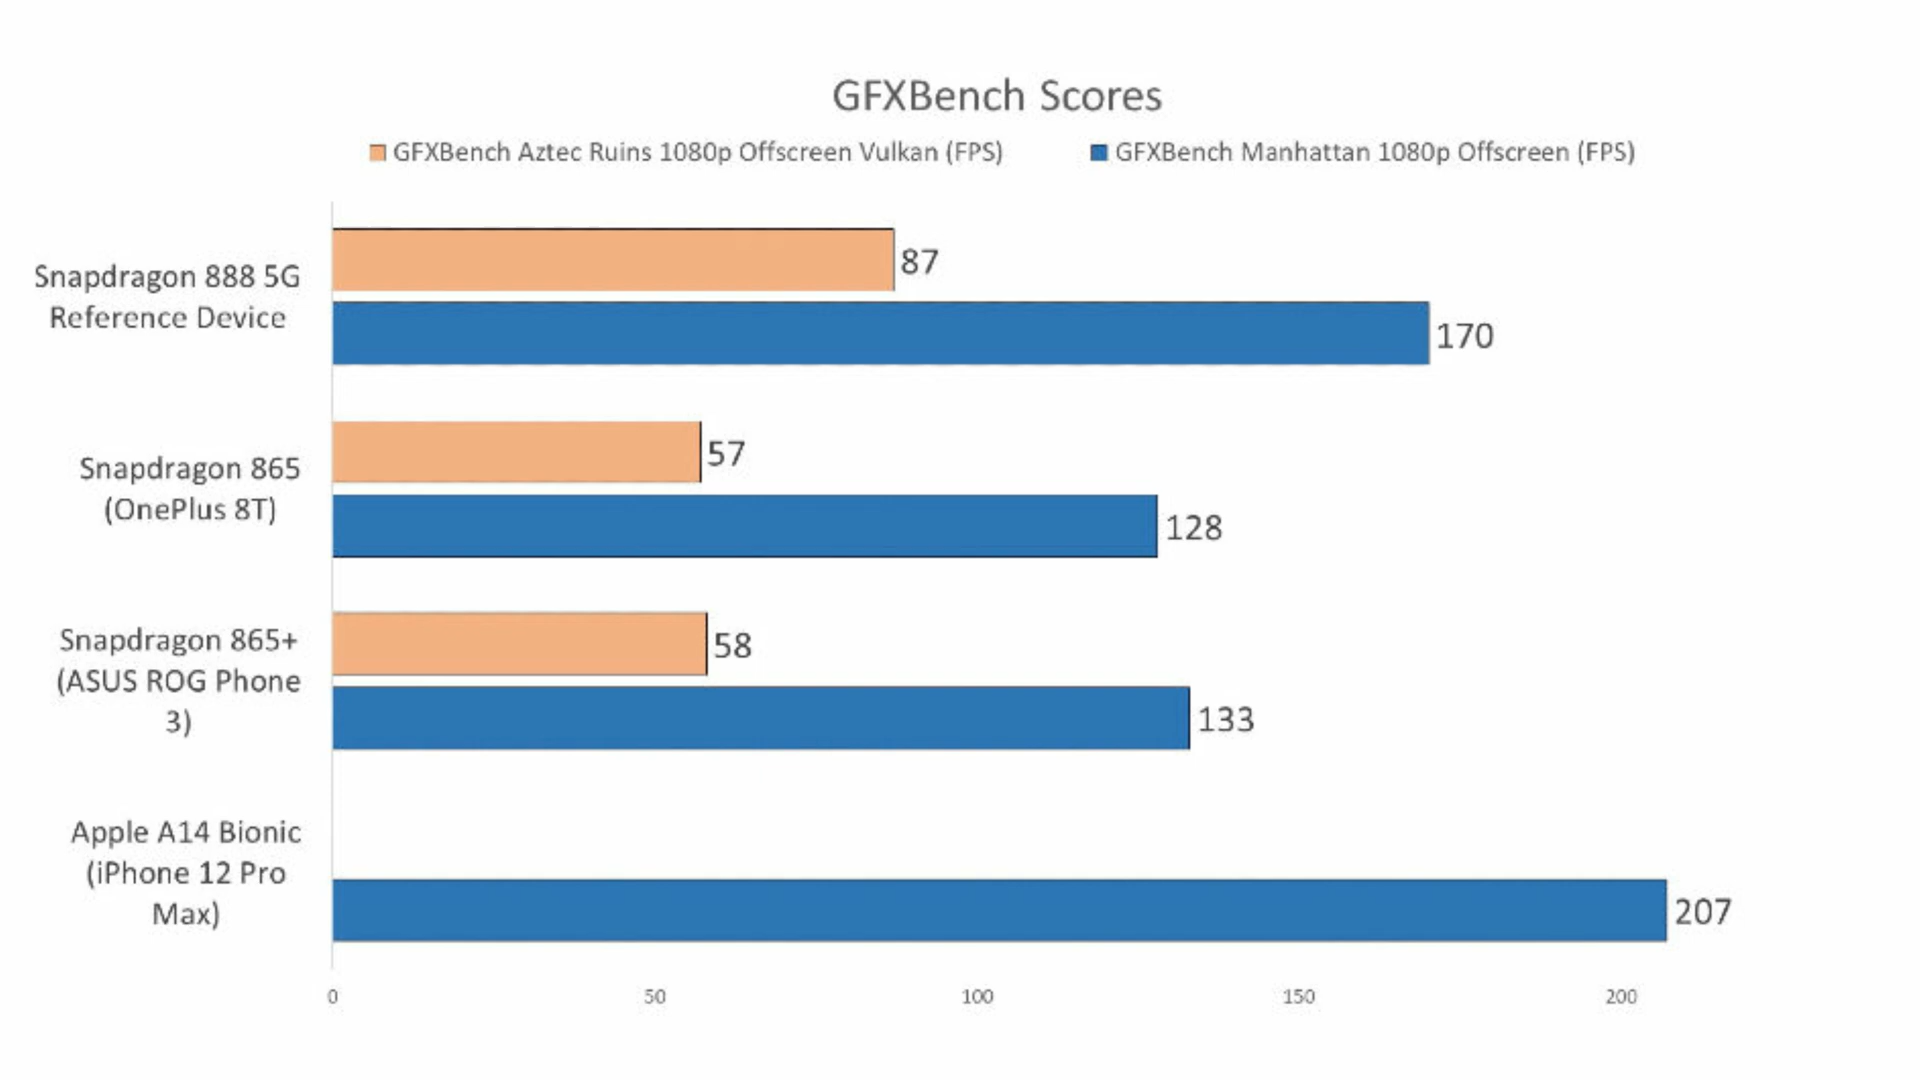 GFXBench Scores
GFXBench Aztec Ruins 1080p Offscreen Vulkan (FPS) GFXBench Manhattan 1080p Offscreen (FPS)
Snapdragon 888 5G
Reference Device
87
170
Snapdragon 865
(OnePlus 8T)
57
128
Snapdragon 865+
(ASUS ROG Phone
3)
58
133
Apple A14 Bionic
(iPhone 12 Pro
Max)
207
0 50 100 150 200